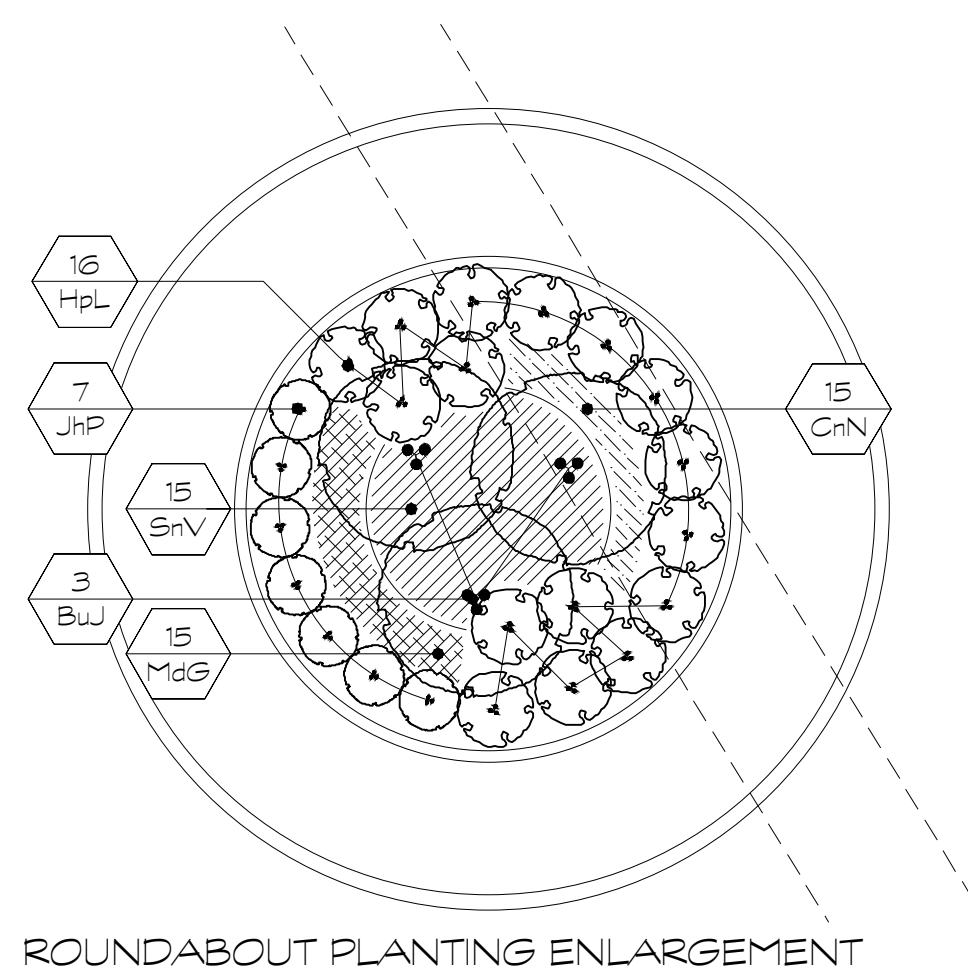 16
HpL
7
JhP
15
CnN
15
SnV
3
BuJ
15
MdG
ROUNDABOUT PLANTING ENLARGEMENT